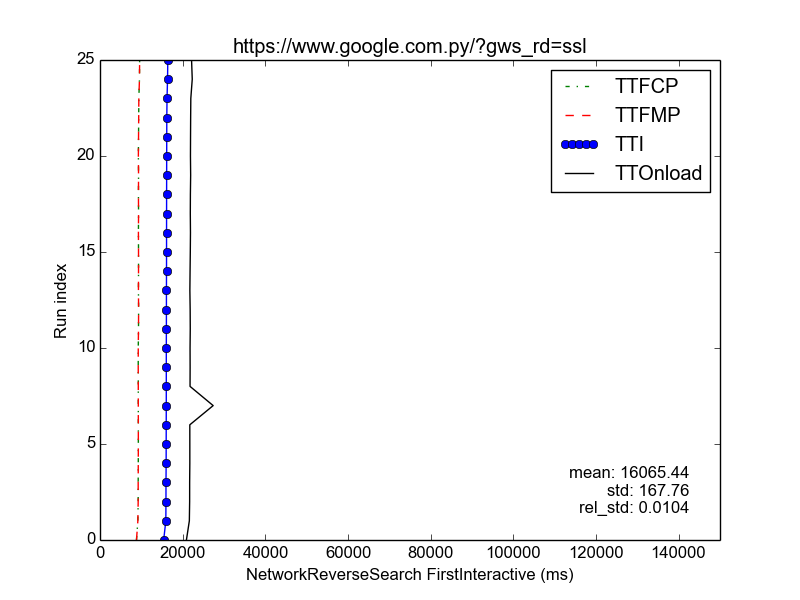 https://www.google.com.py/?gws_rd=ssl
25
20
15
10
5
0
Run index
TTFCP
TTFMP
TTI
TTOnload
mean: 16065.44
std: 167.76
rel_std: 0.0104
0 20000 40000 60000 80000 100000 120000 140000
NetworkReverseSearch FirstInteractive (ms)